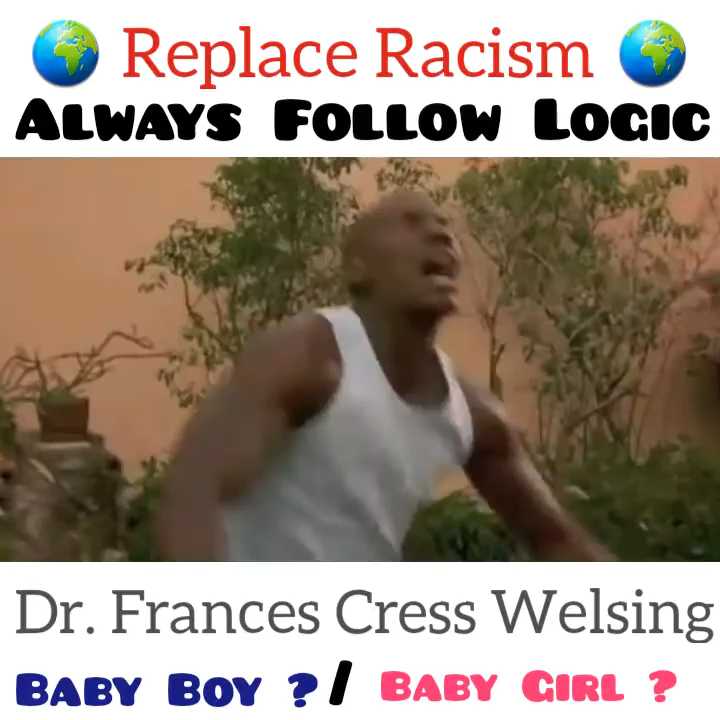 Replace Racism
ALWAYS FOLLOW LOGIC
Dr. Frances Cress Welsing
BABY BOY ? / BABY GIRL ?